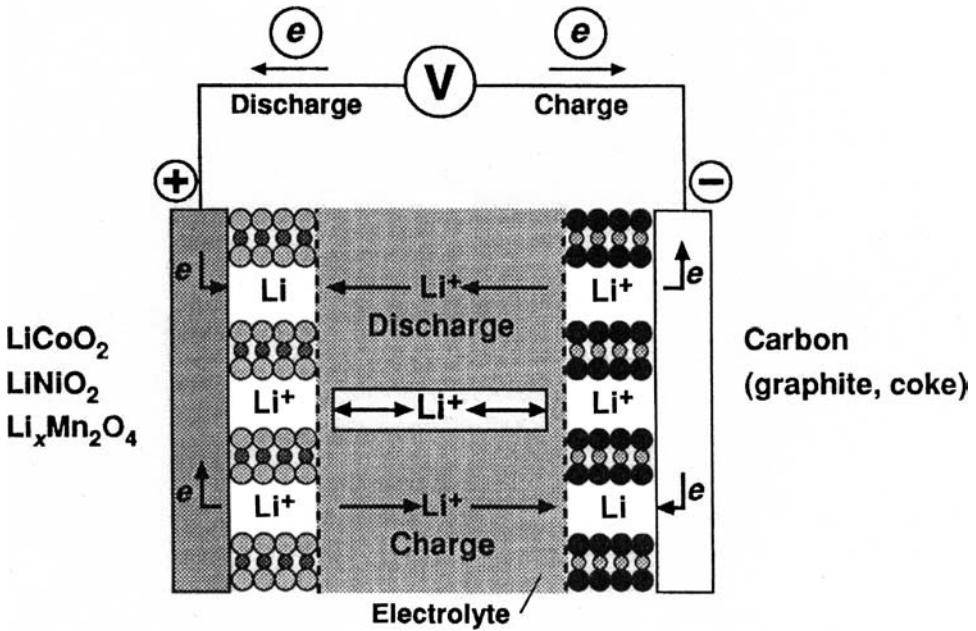 e e
V
Discharge Charge
+ −
e Li Li⁺ Li⁺ e
Discharge
LiCoO₂
LiNiO₂
LiₓMn₂O₄
Carbon
(graphite, coke)
Li⁺ Li⁺ Li⁺
e Li⁺ Li⁺ Li e
Charge
Electrolyte